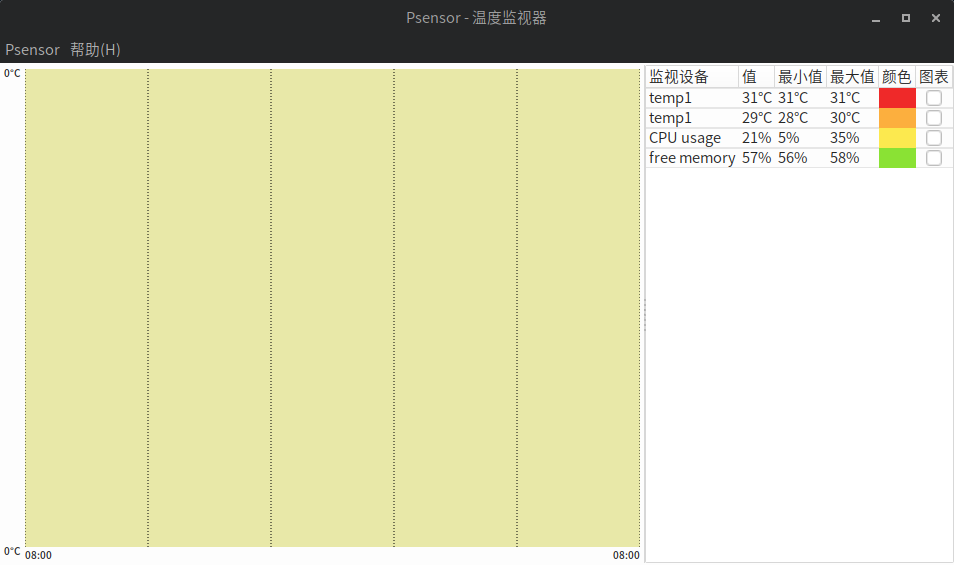 Psensor - 温度监视器
Psensor 帮助(H)
0°C
0°C
08:00 08:00
监视设备 值 最小值 最大值 颜色 图表
temp1 31°C 31°C 31°C
temp1 29°C 28°C 30°C
CPU usage 21% 5% 35%
free memory 57% 56% 58%